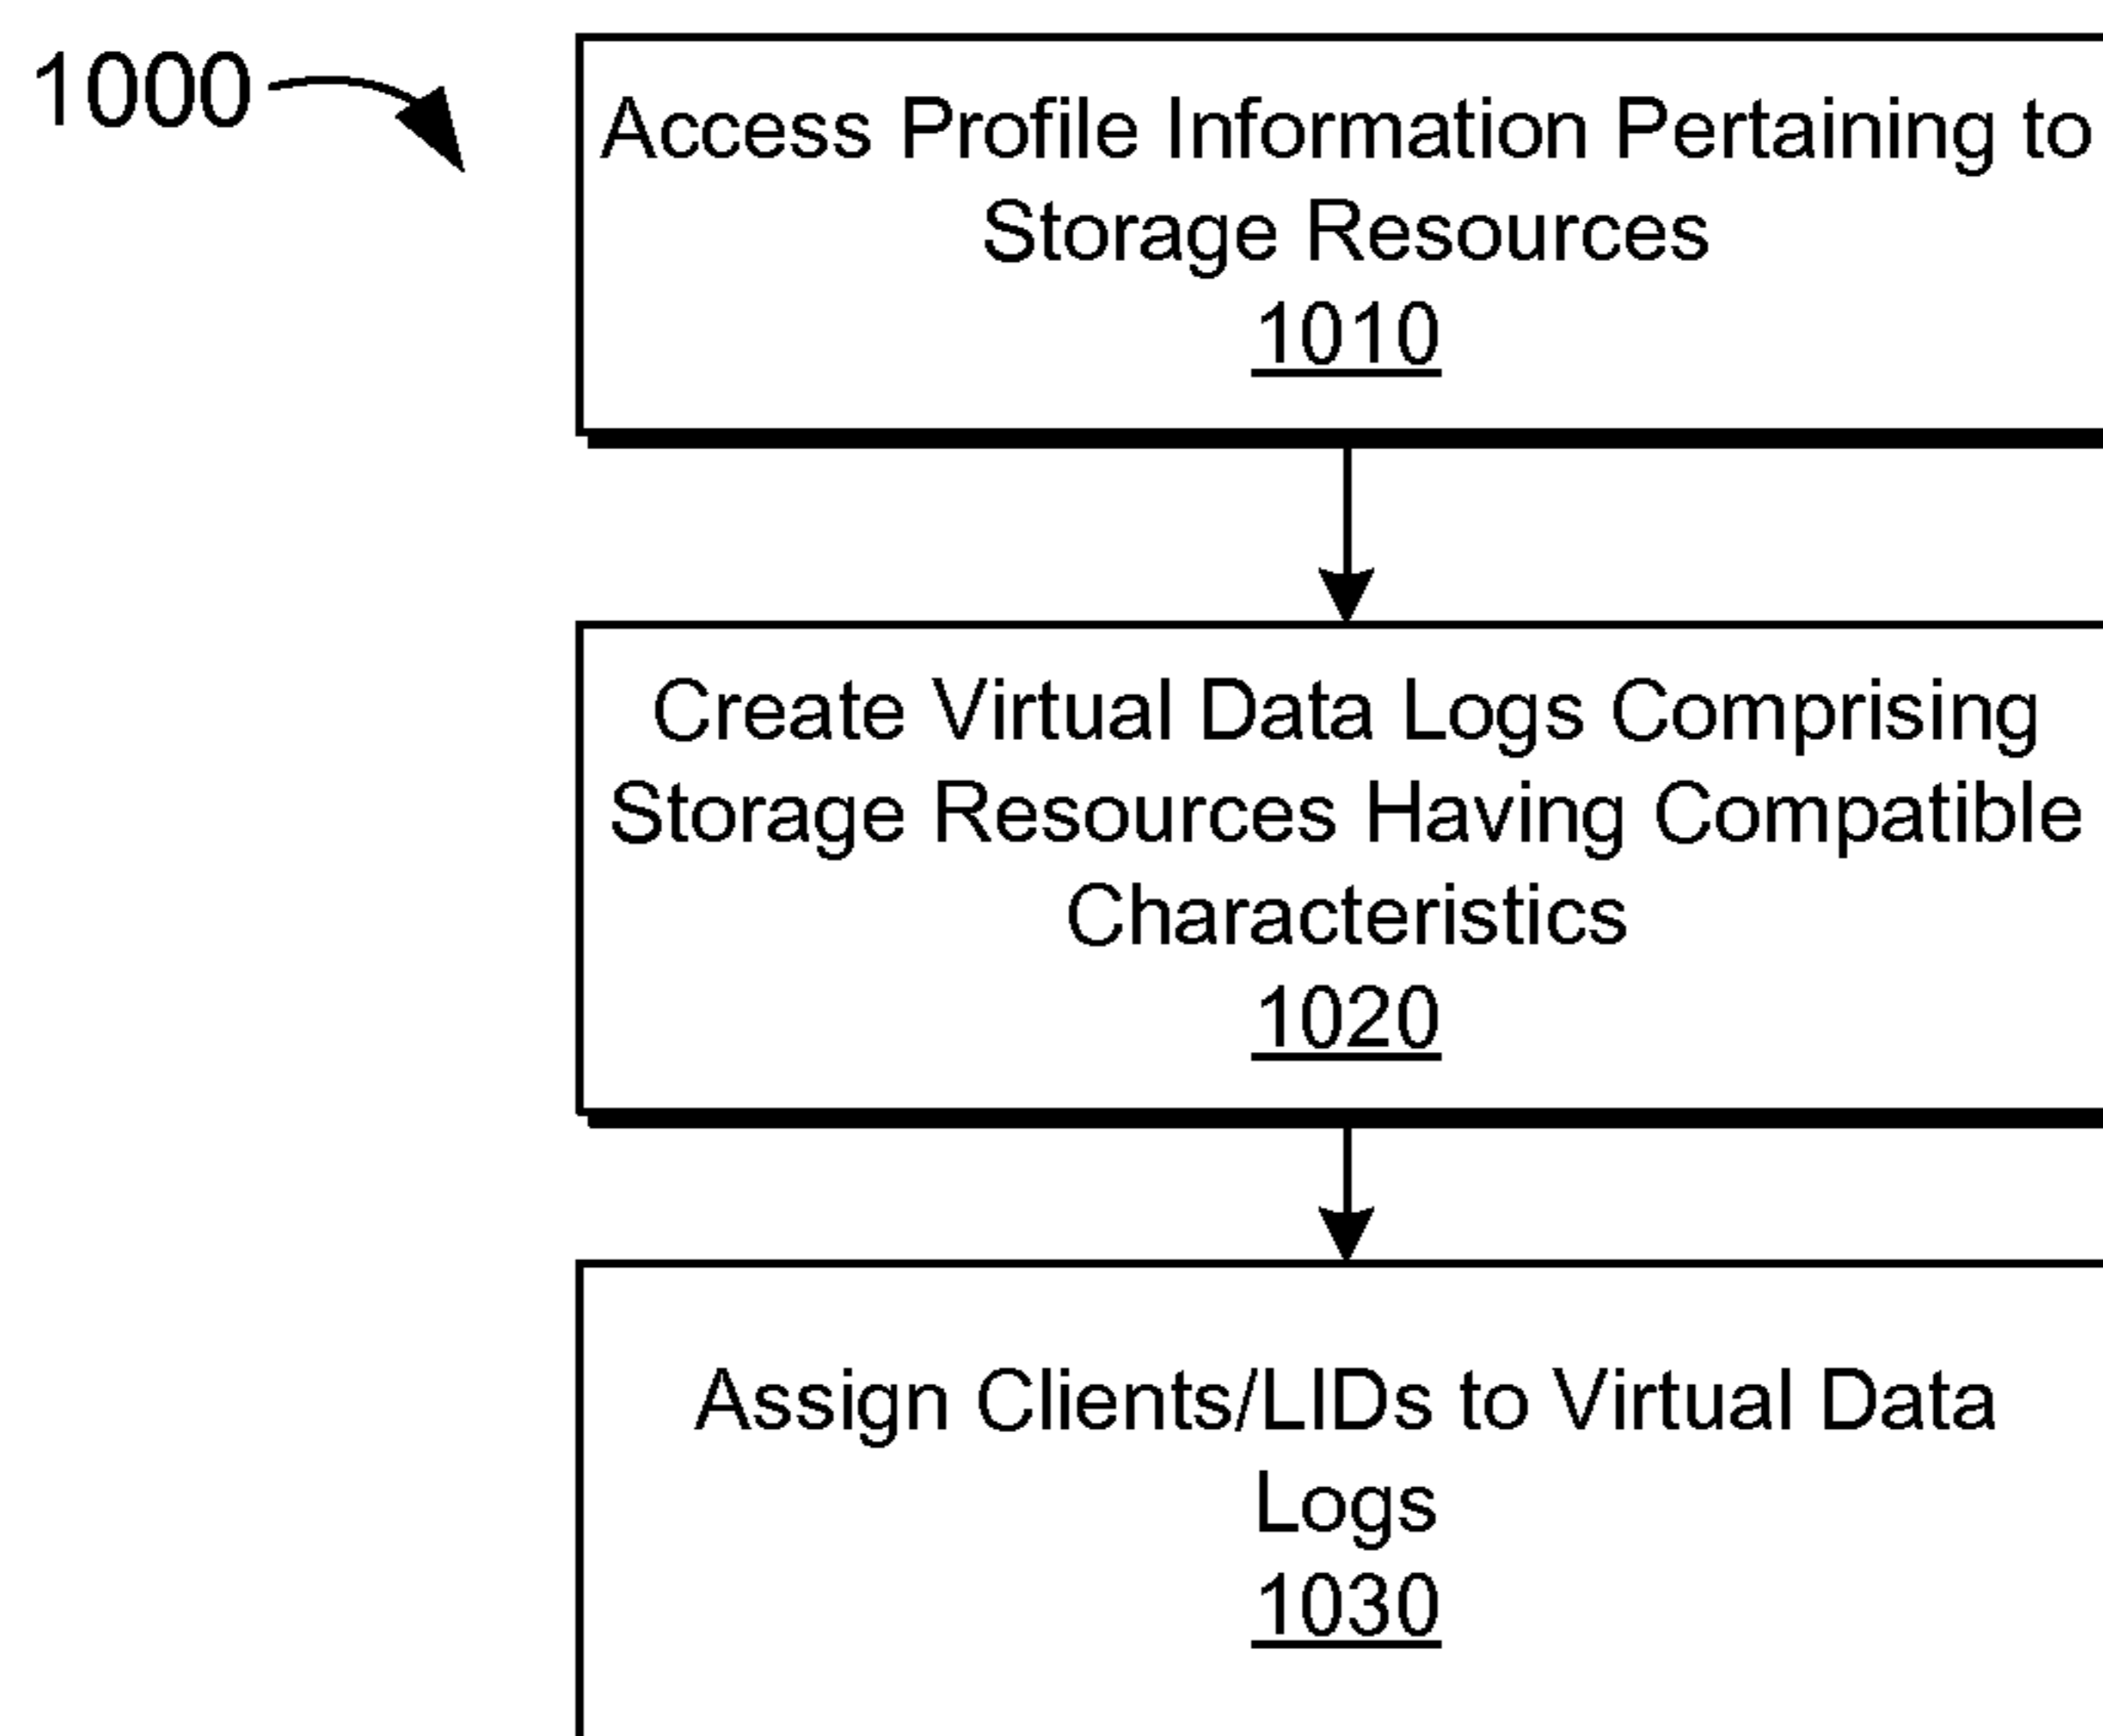 1000
Access Profile Information Pertaining to
Storage Resources
1010
Create Virtual Data Logs Comprising
Storage Resources Having Compatible
Characteristics
1020
Assign Clients/LIDs to Virtual Data
Logs
1030